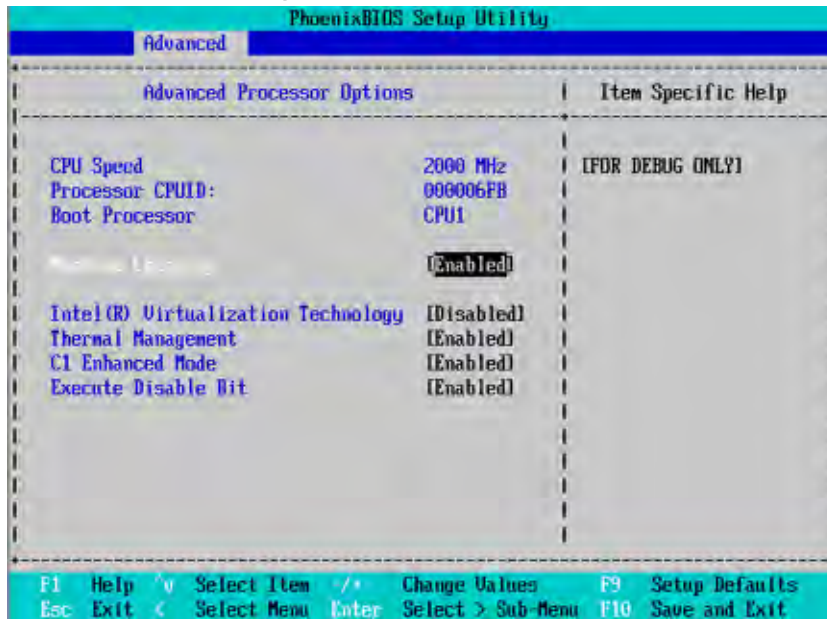 PhoenixBIOS Setup Utility
Advanced
Advanced Processor Options
Item Specific Help
CPU Speed 2000 MHz
[FOR DEBUG ONLY]
Processor CPUID: 000006FB
Boot Processor CPU1
[Enabled]
Intel(R) Virtualization Technology [Disabled]
Thermal Management [Enabled]
C1 Enhanced Mode [Enabled]
Execute Disable Bit [Enabled]
F1 Help ^v Select Item -/+ Change Values F9 Setup Defaults
Esc Exit < Select Menu Enter Select > Sub-Menu F10 Save and Exit